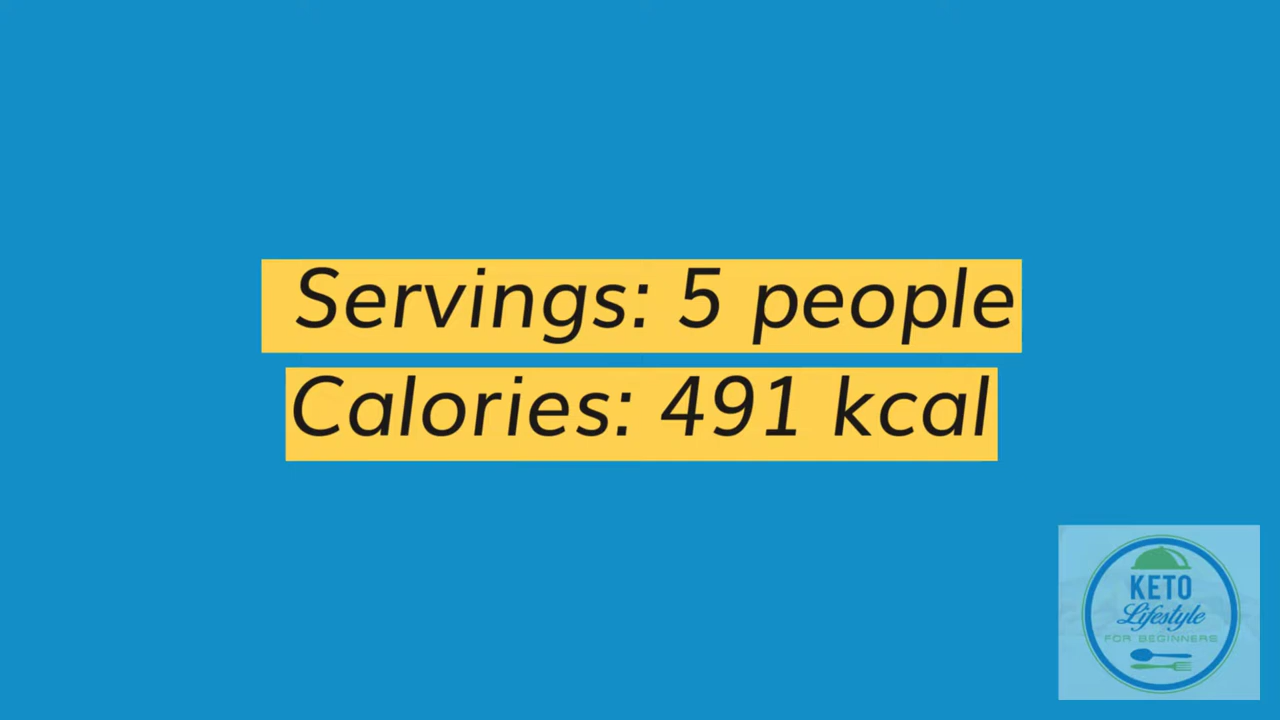 Servings: 5 people
Calories: 491 kcal
KETO
Lifestyle
FOR BEGINNERS